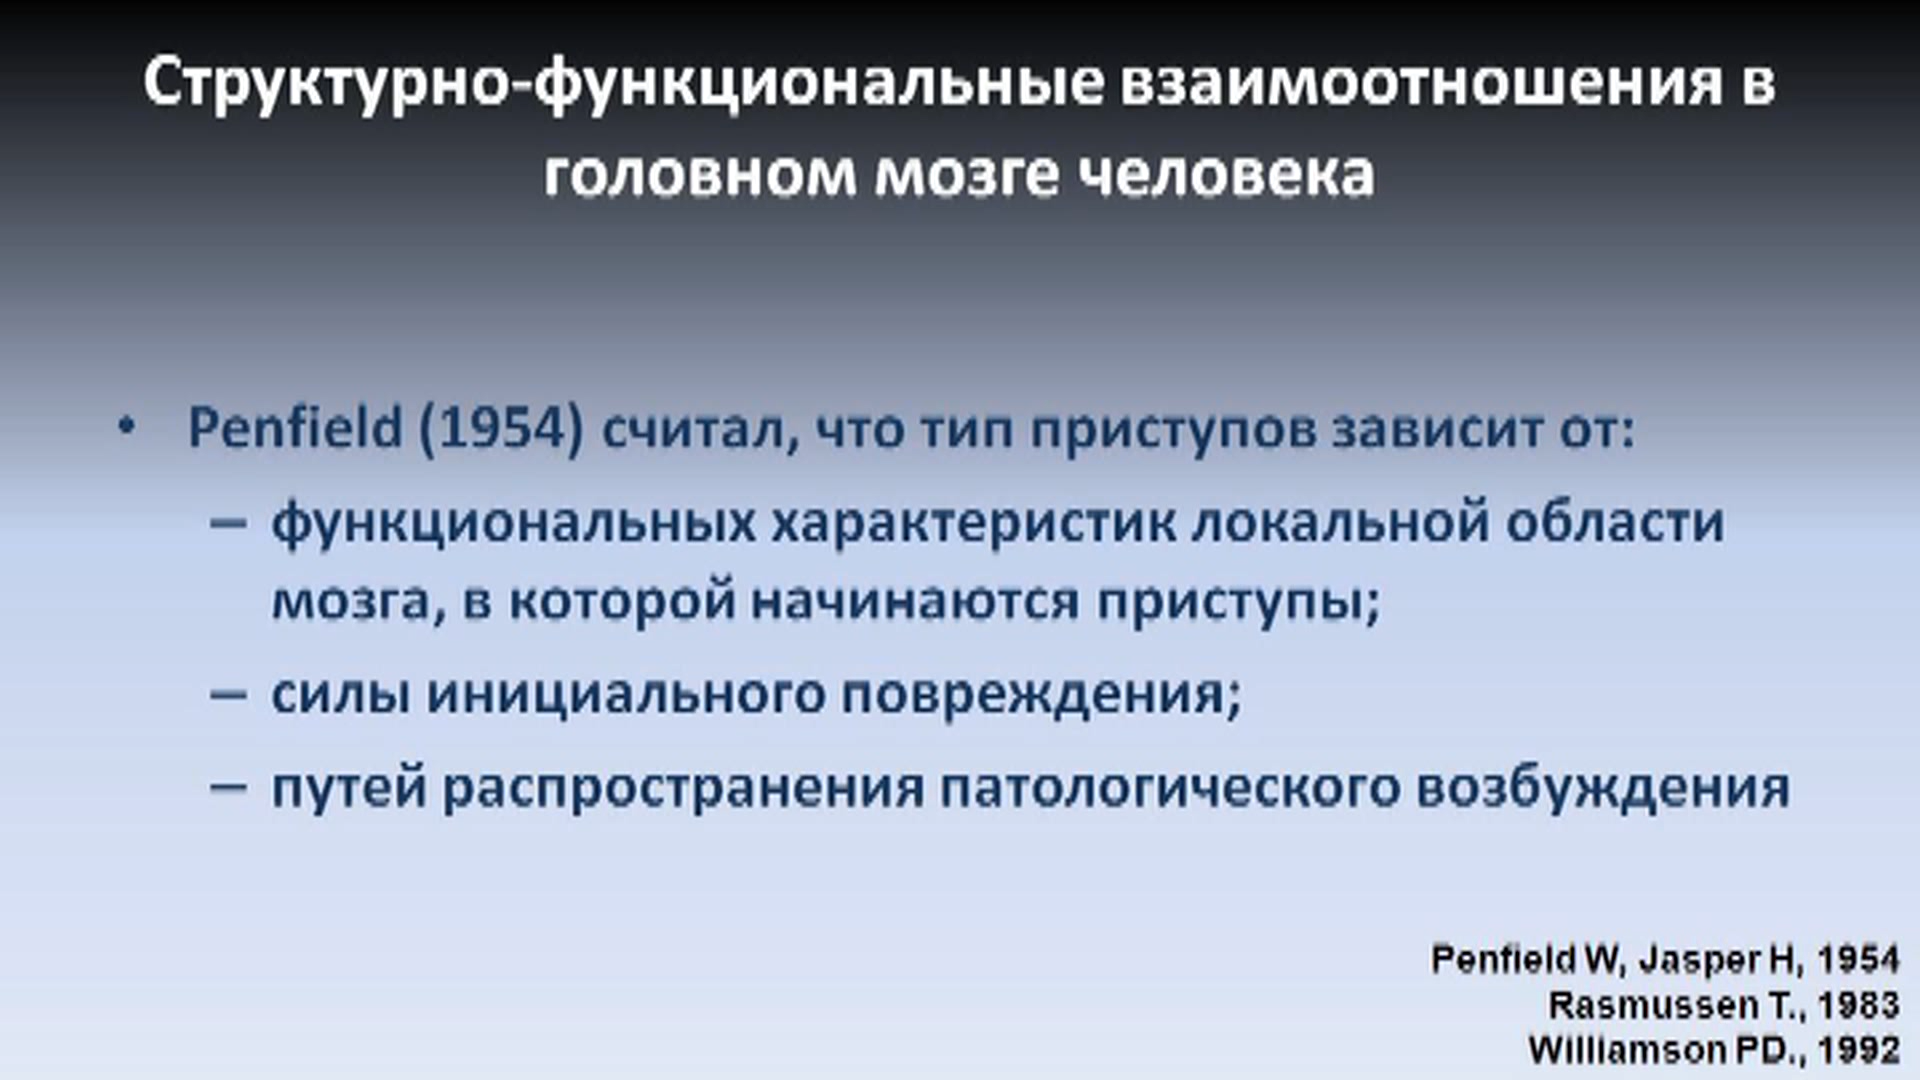 Структурно-функциональные взаимоотношения в
головном мозге человека
• Penfield (1954) считал, что тип приступов зависит от:
– функциональных характеристик локальной области
мозга, в которой начинаются приступы;
– силы инициального повреждения;
– путей распространения патологического возбуждения
Penfield W, Jasper H, 1954
Rasmussen T., 1983
Williamson PD., 1992